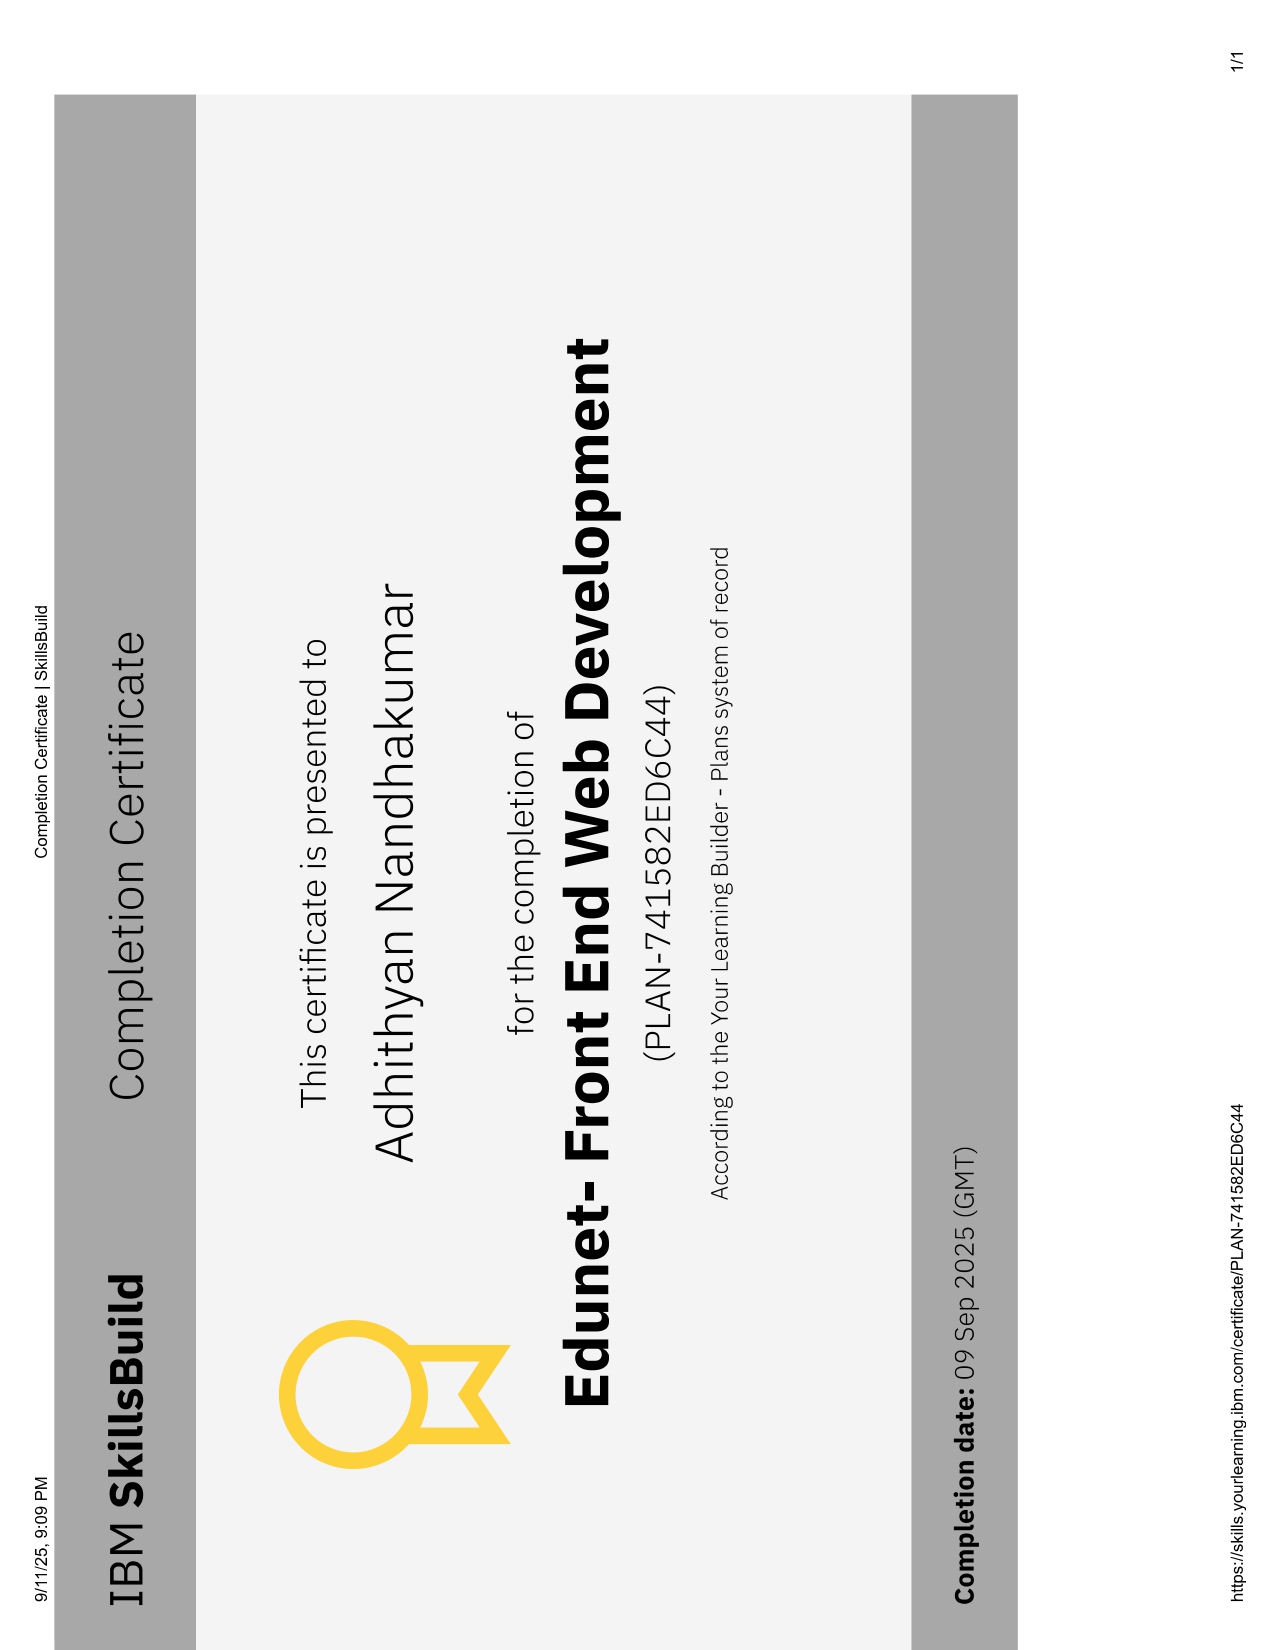 9/11/25, 9:09 PM
Completion Certificate | SkillsBuild
IBM SkillsBuild
Completion Certificate
This certificate is presented to
Adhithyan Nandhakumar
for the completion of
Edunet- Front End Web Development
(PLAN-741582ED6C44)
According to the Your Learning Builder - Plans system of record
Completion date: 09 Sep 2025 (GMT)
https://skills.yourlearning.ibm.com/certificate/PLAN-741582ED6C44
1/1